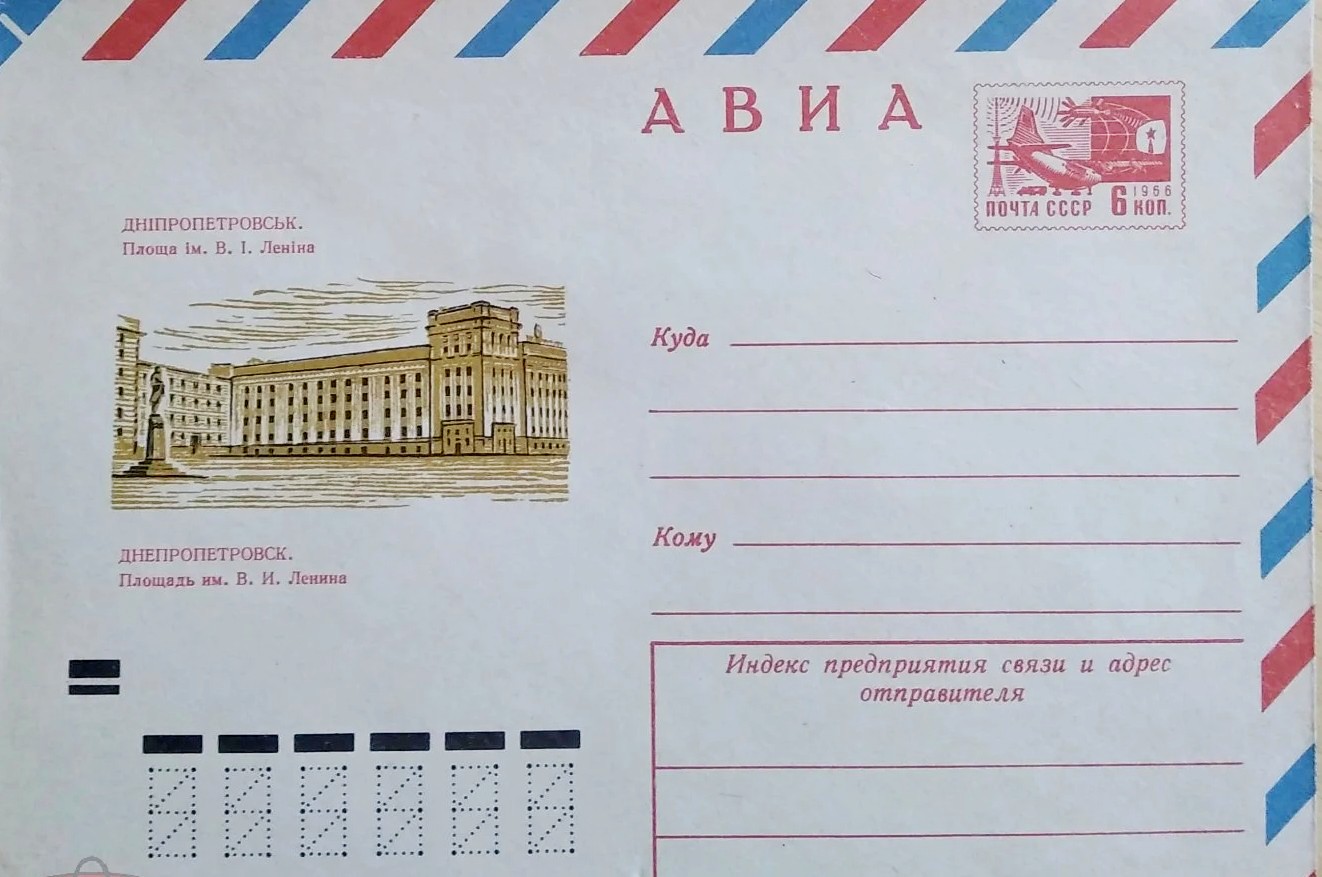 АВИА
1966
ПОЧТА СССР 6 КОП.
ДНІПРОПЕТРОВСЬК.
Площа ім. В. І. Леніна
Куда
Кому
ДНЕПРОПЕТРОВСК.
Площадь им. В. И. Ленина
Индекс предприятия связи и адрес
отправителя